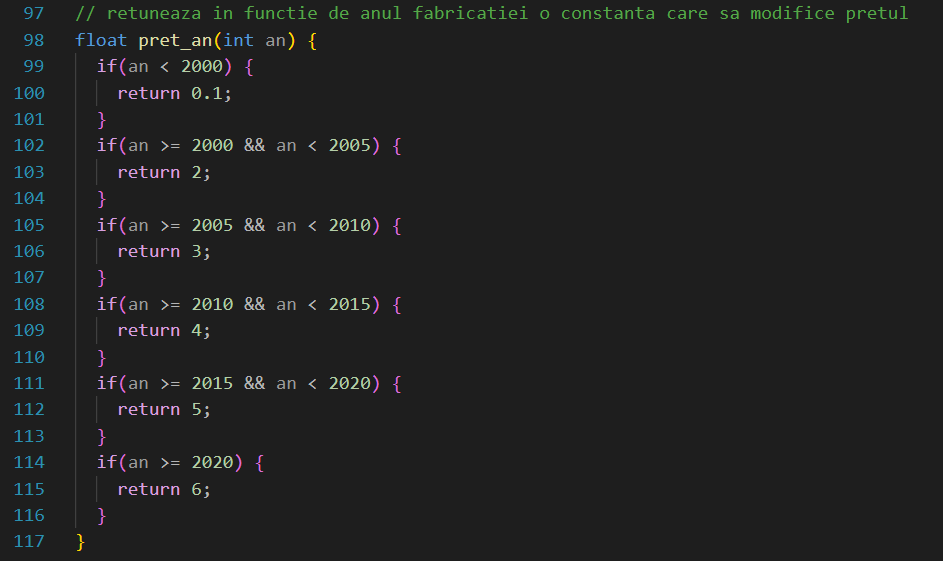 97 // retuneaza in functie de anul fabricatiei o constanta care sa modifice pretul
98 float pret_an(int an) {
99   if(an < 2000) {
100     return 0.1;
101   }
102   if(an >= 2000 && an < 2005) {
103     return 2;
104   }
105   if(an >= 2005 && an < 2010) {
106     return 3;
107   }
108   if(an >= 2010 && an < 2015) {
109     return 4;
110   }
111   if(an >= 2015 && an < 2020) {
112     return 5;
113   }
114   if(an >= 2020) {
115     return 6;
116   }
117 }